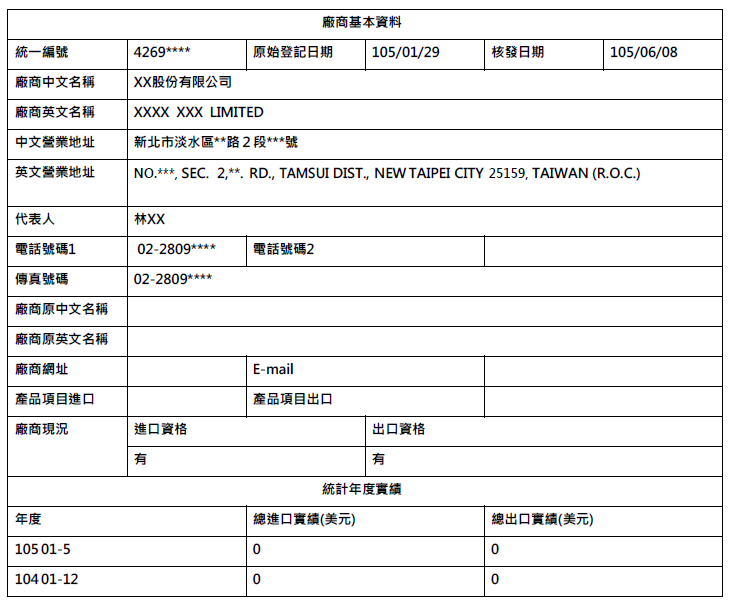 廠商基本資料
統一編號 4269**** 原始登記日期 105/01/29 核發日期 105/06/08
廠商中文名稱 XX股份有限公司
廠商英文名稱 XXXX XXX LIMITED
中文營業地址 新北市淡水區**路2段***號
英文營業地址 NO.***, SEC. 2,**. RD., TAMSUI DIST., NEW TAIPEI CITY 25159, TAIWAN (R.O.C.)
代表人 林XX
電話號碼1 02-2809**** 電話號碼2
傳真號碼 02-2809****
廠商原中文名稱
廠商原英文名稱
廠商網址 E-mail
產品項目進口 產品項目出口
廠商現況 進口資格 出口資格
有 有
統計年度實績
年度 總進口實績(美元) 總出口實績(美元)
105 01-5 0 0
104 01-12 0 0